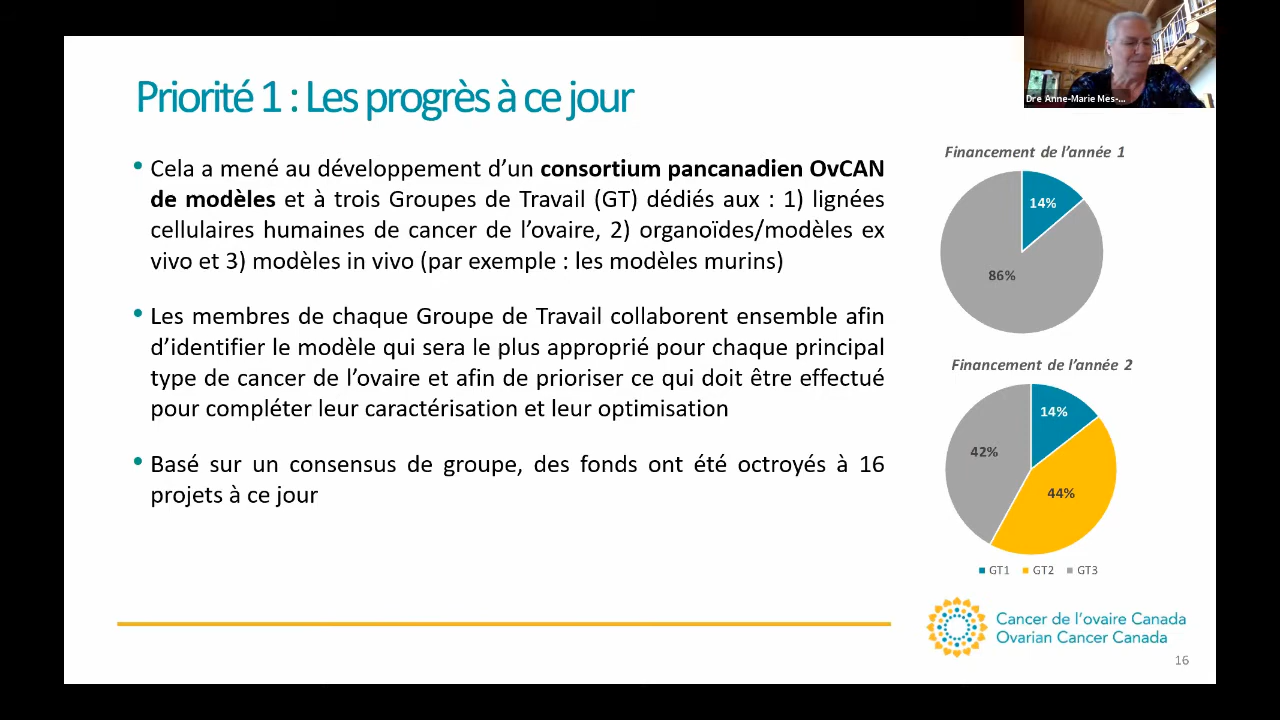 Priorité 1 : Les progrès à ce jour
• Cela a mené au développement d’un consortium pancanadien OvCAN
de modèles et à trois Groupes de Travail (GT) dédiés aux : 1) lignées
cellulaires humaines de cancer de l’ovaire, 2) organoïdes/modèles ex
vivo et 3) modèles in vivo (par exemple : les modèles murins)
• Les membres de chaque Groupe de Travail collaborent ensemble afin
d’identifier le modèle qui sera le plus approprié pour chaque principal
type de cancer de l’ovaire et afin de prioriser ce qui doit être effectué
pour compléter leur caractérisation et leur optimisation
• Basé sur un consensus de groupe, des fonds ont été octroyés à 16
projets à ce jour
Dre Anne-Marie Mes-...
Financement de l’année 1
14%
86%
Financement de l’année 2
14%
42%
44%
GT1 GT2 GT3
Cancer de l’ovaire Canada
Ovarian Cancer Canada
16